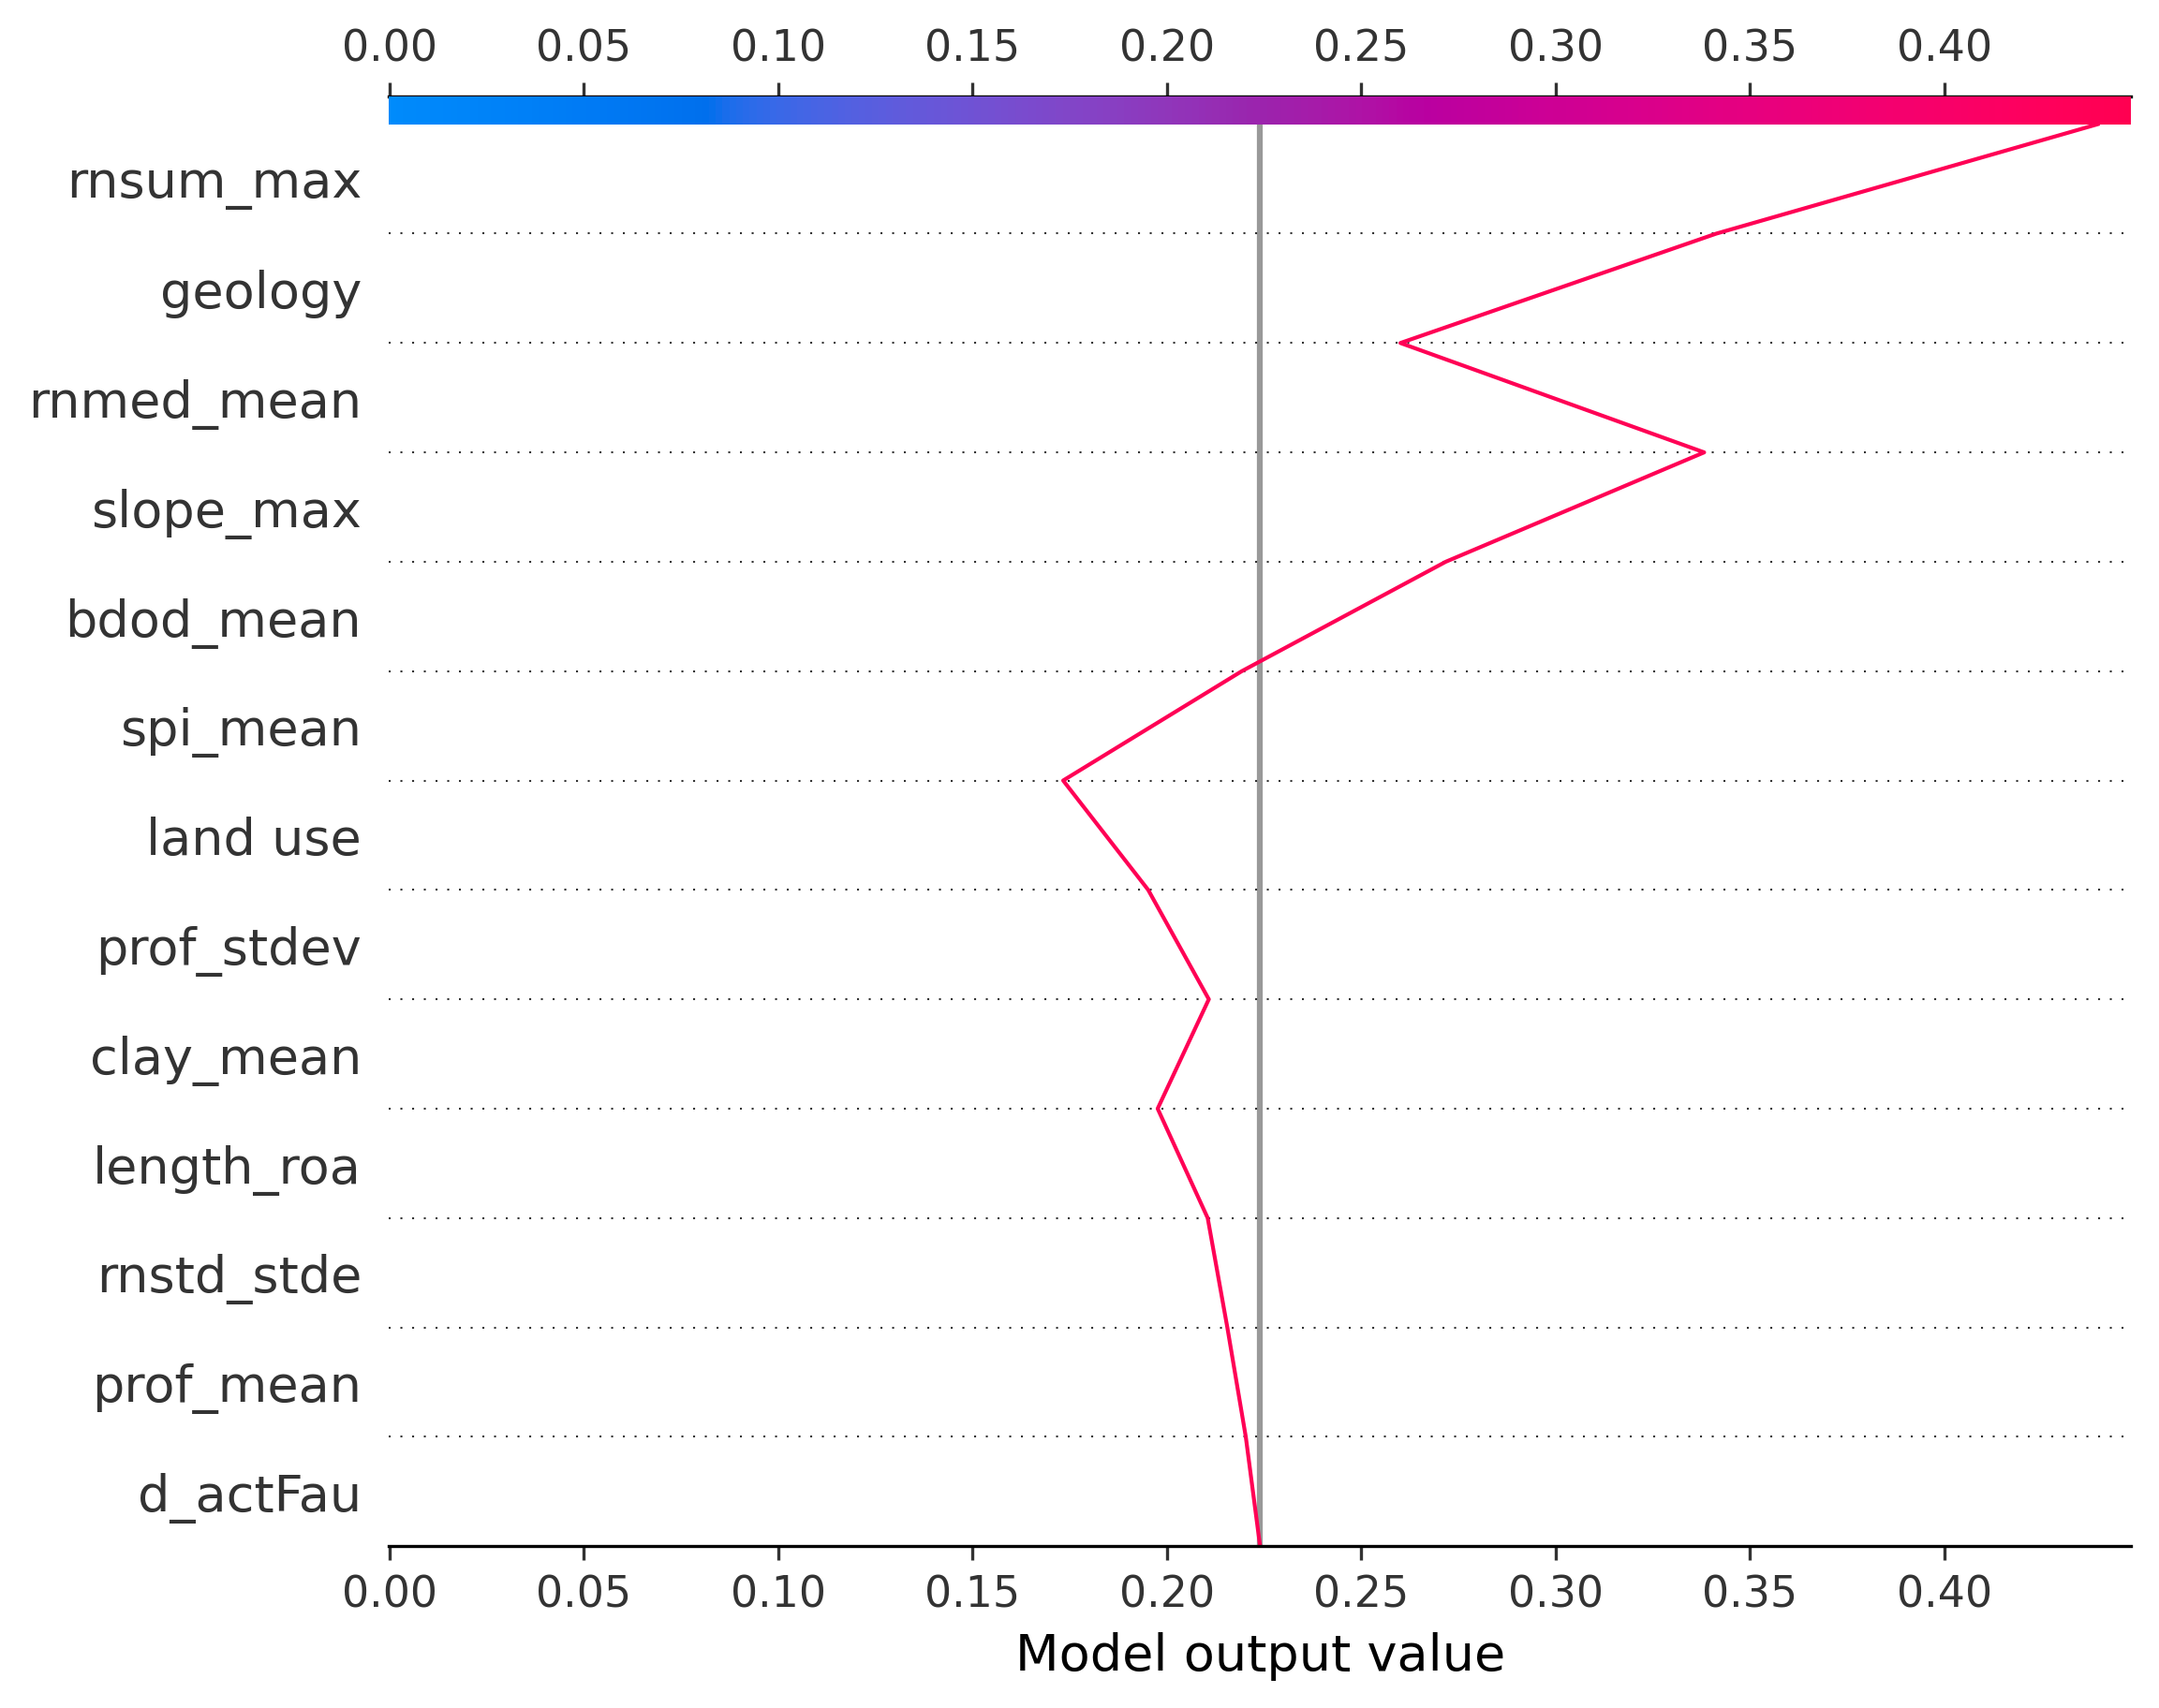 0.00 0.05 0.10 0.15 0.20 0.25 0.30 0.35 0.40
rnsum_max
geology
rnmed_mean
slope_max
bdod_mean
spi_mean
land use
prof_stdev
clay_mean
length_roa
rnstd_stde
prof_mean
d_actFau
0.00 0.05 0.10 0.15 0.20 0.25 0.30 0.35 0.40
Model output value